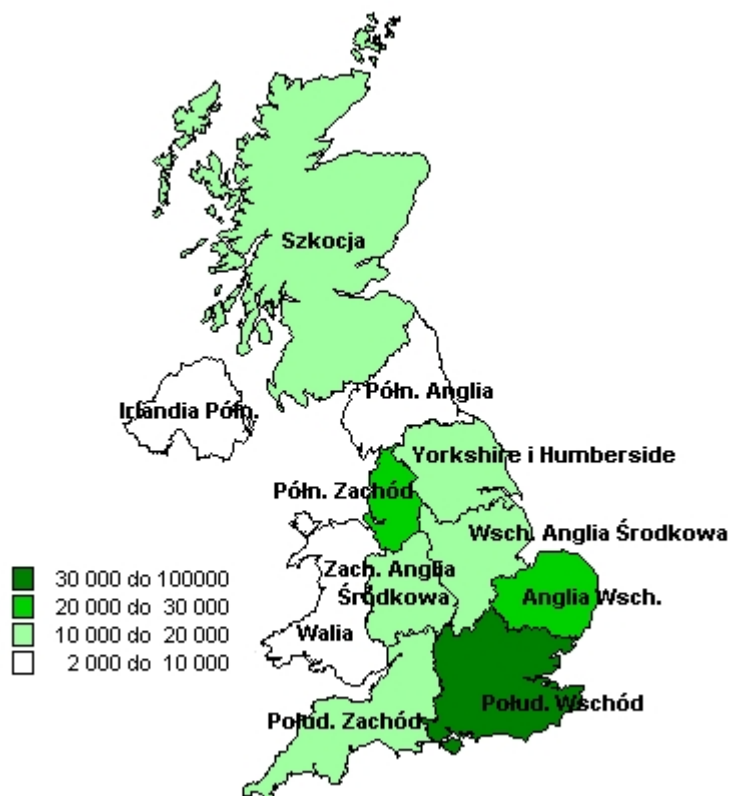 Szkocja
Półn. Anglia
Irlandia Półn.
Yorkshire i Humberside
Półn. Zachód
Wsch. Anglia Środkowa
Zach. Anglia
Środkowa
Anglia Wsch.
Walia
Połud. Wschód
Połud. Zachód
30 000 do 100000
20 000 do 30 000
10 000 do 20 000
2 000 do 10 000